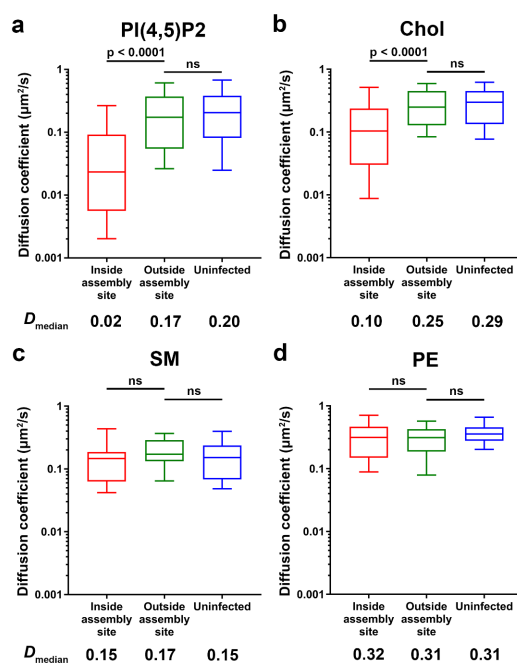 a
PI(4,5)P2
p < 0.0001
ns
Diffusion coefficient (μm²/s)
1
0.1
0.01
0.001
Inside assembly site
Outside assembly site
Uninfected
Dmedian
0.02
0.17
0.20
b
Chol
p < 0.0001
ns
Diffusion coefficient (μm²/s)
1
0.1
0.01
0.001
Inside assembly site
Outside assembly site
Uninfected
0.10
0.25
0.29
c
SM
ns
ns
Diffusion coefficient (μm²/s)
1
0.1
0.01
0.001
Inside assembly site
Outside assembly site
Uninfected
Dmedian
0.15
0.17
0.15
d
PE
ns
ns
Diffusion coefficient (μm²/s)
1
0.1
0.01
0.001
Inside assembly site
Outside assembly site
Uninfected
0.32
0.31
0.31